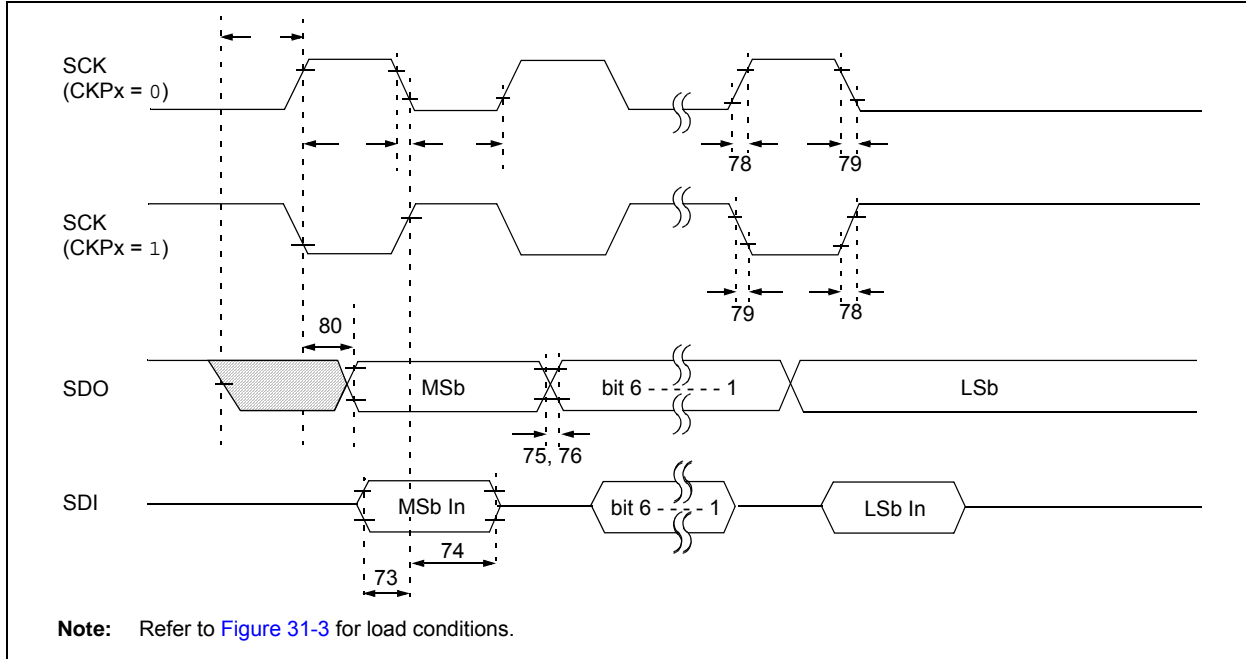 SCK
(CKPx = 0)
78
79
SCK
(CKPx = 1)
79
78
80
SDO
MSb
bit 6 - - - - - - 1
LSb
75, 76
SDI
MSb In
bit 6 - - - - - 1
LSb In
74
73
Note: Refer to Figure 31-3 for load conditions.